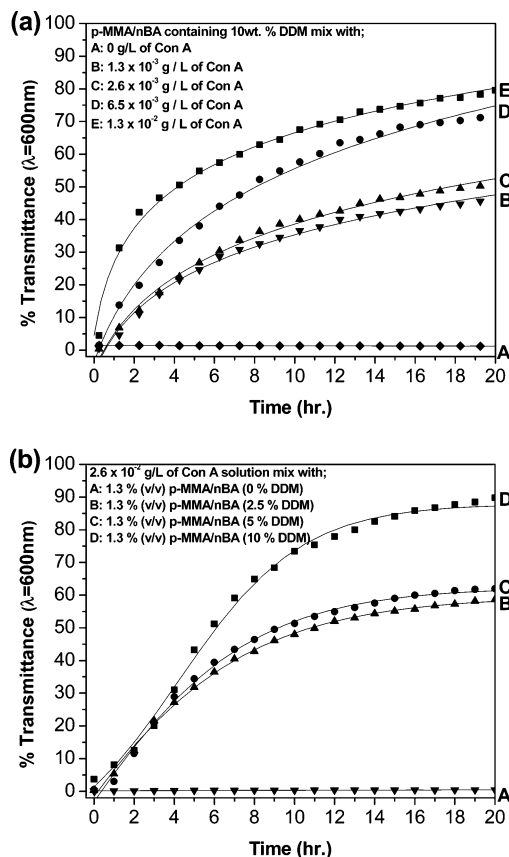 (a)
p-MMA/nBA containing 10wt. % DDM mix with;
A: 0 g/L of Con A
B: 1.3 x 10⁻³ g / L of Con A
C: 2.6 x 10⁻³ g / L of Con A
D: 6.5 x 10⁻³ g / L of Con A
E: 1.3 x 10⁻² g / L of Con A
% Transmittance (λ=600nm)
100
90
80
70
60
50
40
30
20
10
0
E
D
C
B
A
0 2 4 6 8 10 12 14 16 18 20
Time (hr.)
(b)
2.6 x 10⁻² g/L of Con A solution mix with;
A: 1.3 % (v/v) p-MMA/nBA (0 % DDM)
B: 1.3 % (v/v) p-MMA/nBA (2.5 % DDM)
C: 1.3 % (v/v) p-MMA/nBA (5 % DDM)
D: 1.3 % (v/v) p-MMA/nBA (10 % DDM)
% Transmittance (λ=600nm)
100
90
80
70
60
50
40
30
20
10
0
D
C
B
A
0 2 4 6 8 10 12 14 16 18 20
Time (hr.)